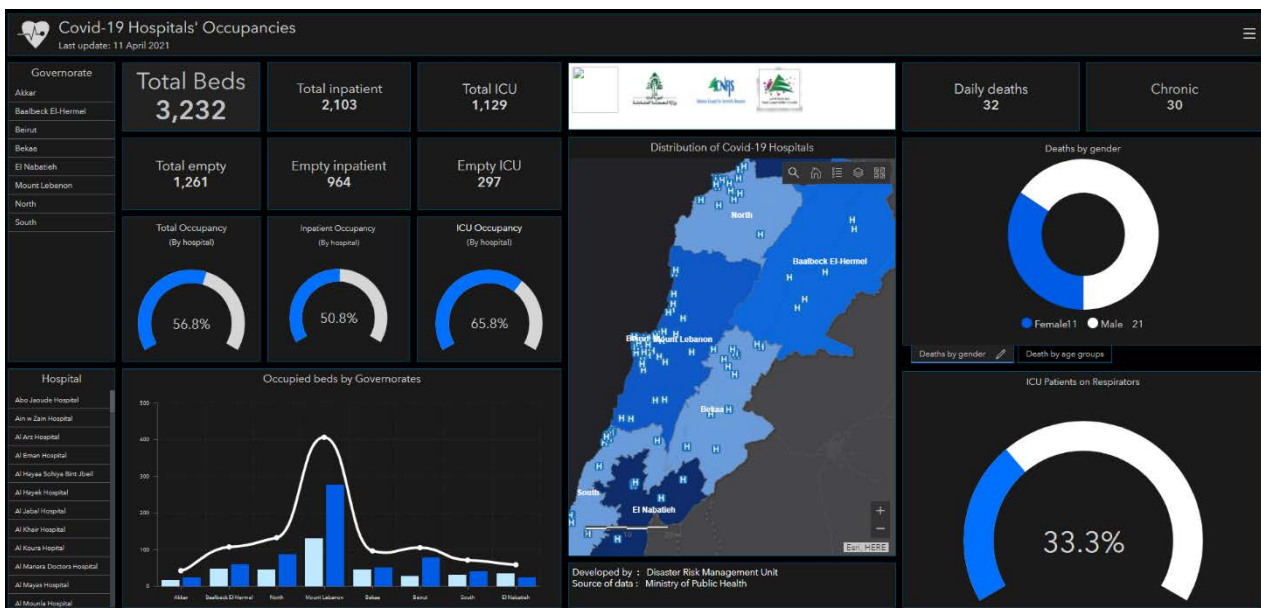 Covid-19 Hospitals' Occupancies
Last update: 11 April 2021
Governorate
Akkar
Baalbeck El-Hermel
Beirut
Bekaa
El Nabatieh
Mount Lebanon
North
South
Total Beds
3,232
Total inpatient
2,103
Total ICU
1,129
Total empty
1,261
Empty inpatient
964
Empty ICU
297
Total Occupancy
(By hospital)
56.8%
Inpatient Occupancy
(By hospital)
50.8%
ICU Occupancy
(By hospital)
65.8%
CNRS
Daily deaths
32
Chronic
30
Distribution of Covid-19 Hospitals
North
Baalbeck El-Hermel
Beirut Mount Lebanon
Bekaa
South
El Nabatieh
Esri, HERE
Deaths by gender
Female11 Male 21
Deaths by gender
Death by age groups
ICU Patients on Respirators
33.3%
Hospital
Abo Jaoude Hospital
Ain w Zain Hospital
Al Arz Hospital
Al Eman Hospital
Al Hayaa Sohiya Bint Jbeil
Al Hayek Hospital
Al Jabal Hospital
Al Khair Hospital
Al Koura Hopital
Al Manara Doctors Hospital
Al Mayas Hospital
Al Mounla Hospital
Occupied beds by Governorates
500
400
300
200
100
0
Akkar Baalbeck El-Hermel North Mount Lebanon Bekaa Beirut South El Nabatieh
Developed by : Disaster Risk Management Unit
Source of data : Ministry of Public Health